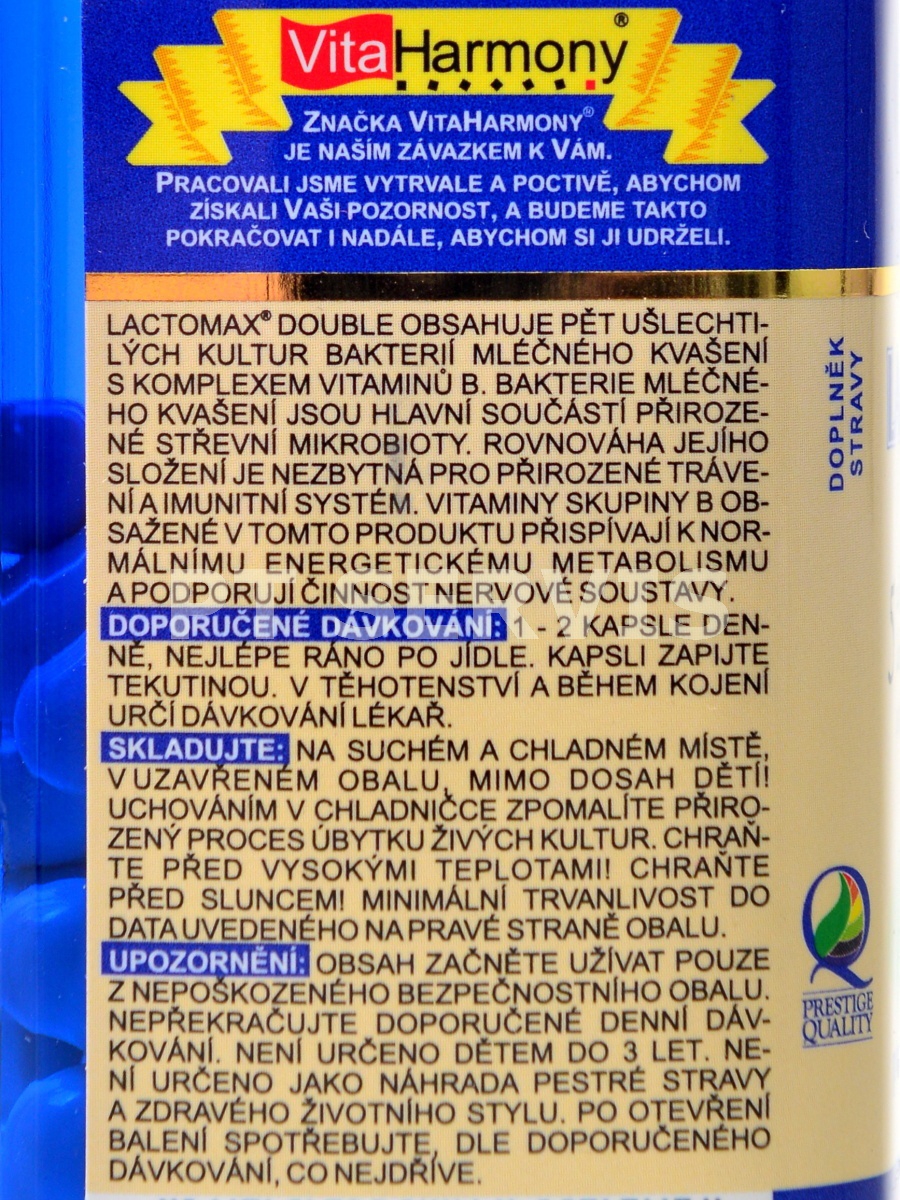 VitaHarmony®
ZNAČKA VITAHARMONY®
JE NAŠÍM ZÁVAZKEM K VÁM.
PRACOVALI JSME VYTRVALE A POCTIVĚ, ABYCHOM
ZÍSKALI VAŠI POZORNOST, A BUDEME TAKTO
POKRAČOVAT I NADÁLE, ABYCHOM SI JI UDRŽELI.
LACTOMAX® DOUBLE OBSAHUJE PĚT UŠLECHTI-
LÝCH KULTUR BAKTERIÍ MLÉČNÉHO KVAŠENÍ
S KOMPLEXEM VITAMINŮ B. BAKTERIE MLÉČNÉ-
HO KVAŠENÍ JSOU HLAVNÍ SOUČÁSTÍ PŘIROZE-
NÉ STŘEVNÍ MIKROBIOTY. ROVNOVÁHA JEJÍHO
SLOŽENÍ JE NEZBYTNÁ PRO PŘIROZENÉ TRÁVE-
NÍ A IMUNITNÍ SYSTÉM. VITAMINY SKUPINY B OB-
SAŽENÉ V TOMTO PRODUKTU PŘISPÍVAJÍ K NOR-
MÁLNÍMU ENERGETICKÉMU METABOLISMU
A PODPORUJÍ ČINNOST NERVOVÉ SOUSTAVY.
DOPORUČENÉ DÁVKOVÁNÍ: 1 - 2 KAPSLE DEN-
NĚ, NEJLÉPE RÁNO PO JÍDLE. KAPSLI ZAPIJTE
TEKUTINOU. V TĚHOTENSTVÍ A BĚHEM KOJENÍ
URČÍ DÁVKOVÁNÍ LÉKAŘ.
SKLADUJTE: NA SUCHÉM A CHLADNÉM MÍSTĚ,
V UZAVŘENÉM OBALU, MIMO DOSAH DĚTÍ!
UCHOVÁNÍM V CHLADNIČCE ZPOMALÍTE PŘIRO-
ZENÝ PROCES ÚBYTKU ŽIVÝCH KULTUR. CHRAŇ-
TE PŘED VYSOKÝMI TEPLOTAMI! CHRAŇTE
PŘED SLUNCEM! MINIMÁLNÍ TRVANLIVOST DO
DATA UVEDENÉHO NA PRAVÉ STRANĚ OBALU.
UPOZORNĚNÍ: OBSAH ZAČNĚTE UŽÍVAT POUZE
Z NEPOŠKOZENÉHO BEZPEČNOSTNÍHO OBALU.
NEPŘEKRAČUJTE DOPORUČENÉ DENNÍ DÁV-
KOVÁNÍ. NENÍ URČENO DĚTEM DO 3 LET. NE-
NÍ URČENO JAKO NÁHRADA PESTRÉ STRAVY
A ZDRAVÉHO ŽIVOTNÍHO STYLU. PO OTEVŘENÍ
BALENÍ SPOTŘEBUJTE, DLE DOPORUČENÉHO
DÁVKOVÁNÍ, CO NEJDŘÍVE.
DOPLNĚK
STRAVY
PRESTIGE
QUALITY